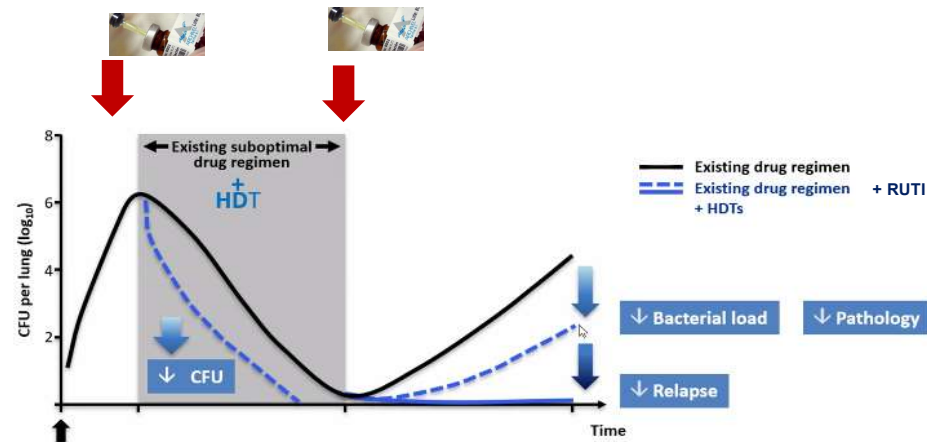 8
6
4
2
CFU per lung (log10)
Existing suboptimal
drug regimen
+
HDT
↓ CFU
Time
Existing drug regimen
Existing drug regimen + RUTI
+ HDTs
↓ Bacterial load
↓ Pathology
↓ Relapse